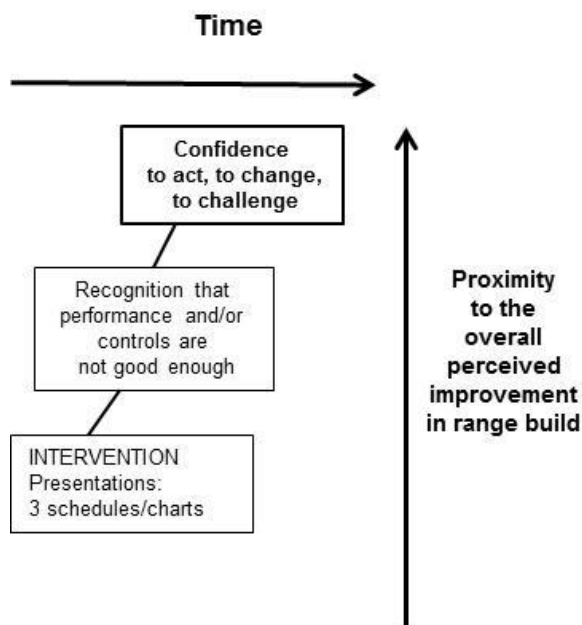 Time
Confidence
to act, to change,
to challenge
Recognition that
performance and/or
controls are
not good enough
INTERVENTION
Presentations:
3 schedules/charts
Proximity
to the
overall
perceived
improvement
in range build